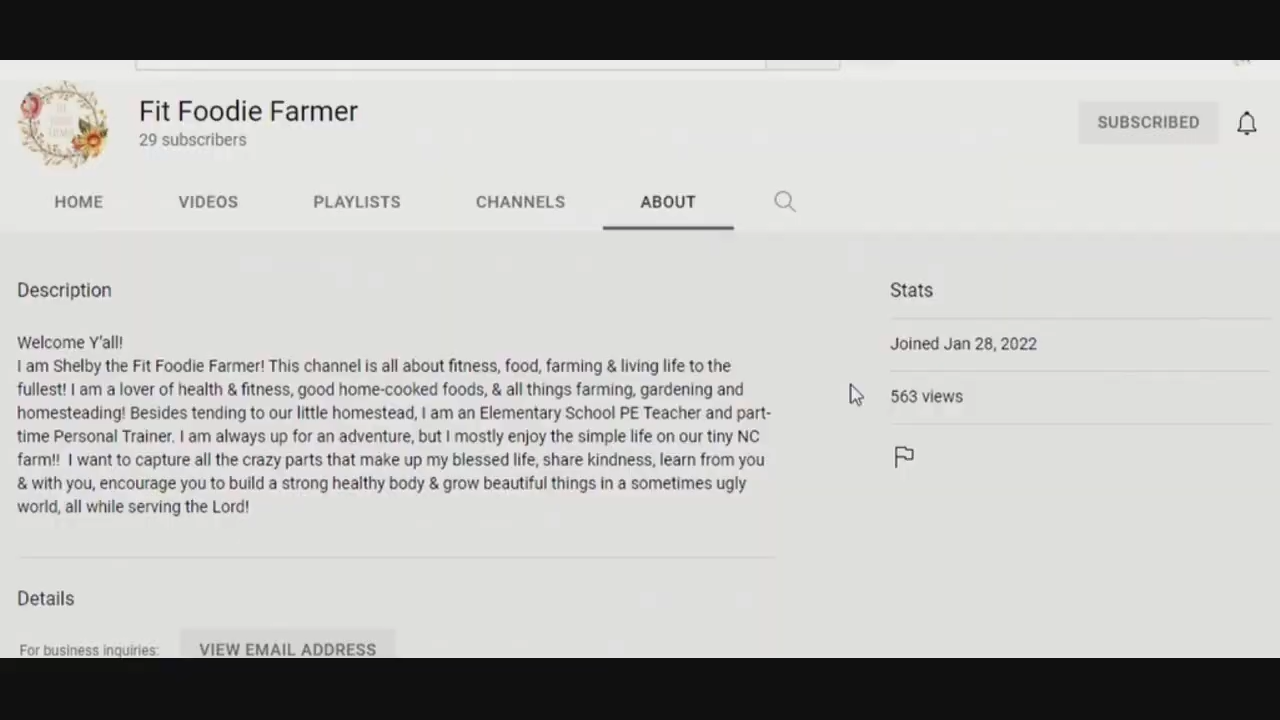 Fit Foodie Farmer
29 subscribers
SUBSCRIBED
HOME
VIDEOS
PLAYLISTS
CHANNELS
ABOUT
Description
Welcome Y'all!
I am Shelby the Fit Foodie Farmer! This channel is all about fitness, food, farming & living life to the
fullest! I am a lover of health & fitness, good home-cooked foods, & all things farming, gardening and
homesteading! Besides tending to our little homestead, I am an Elementary School PE Teacher and part-
time Personal Trainer. I am always up for an adventure, but I mostly enjoy the simple life on our tiny NC
farm!!  I want to capture all the crazy parts that make up my blessed life, share kindness, learn from you
& with you, encourage you to build a strong healthy body & grow beautiful things in a sometimes ugly
world, all while serving the Lord!
Stats
Joined Jan 28, 2022
563 views
Details
For business inquiries:
VIEW EMAIL ADDRESS